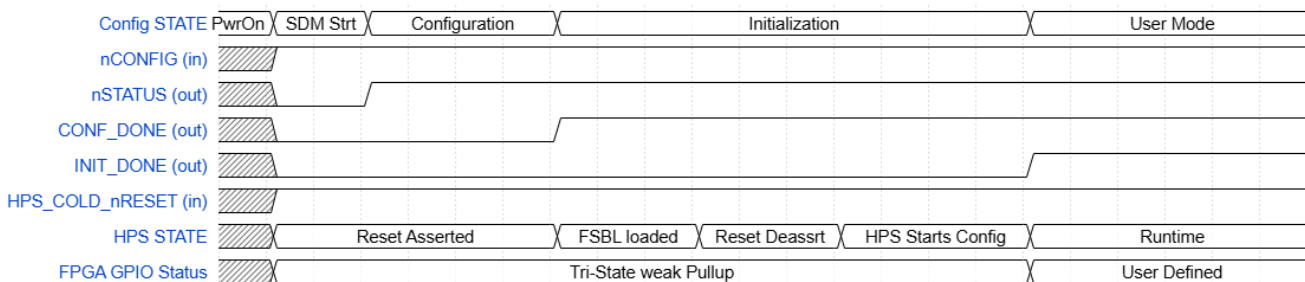 Config STATE PwrOn SDM Strt Configuration Initialization User Mode
nCONFIG (in)
nSTATUS (out)
CONF_DONE (out)
INIT_DONE (out)
HPS_COLD_nRESET (in)
HPS STATE Reset Asserted FSBL loaded Reset Deassrt HPS Starts Config Runtime
FPGA GPIO Status Tri-State weak Pullup User Defined